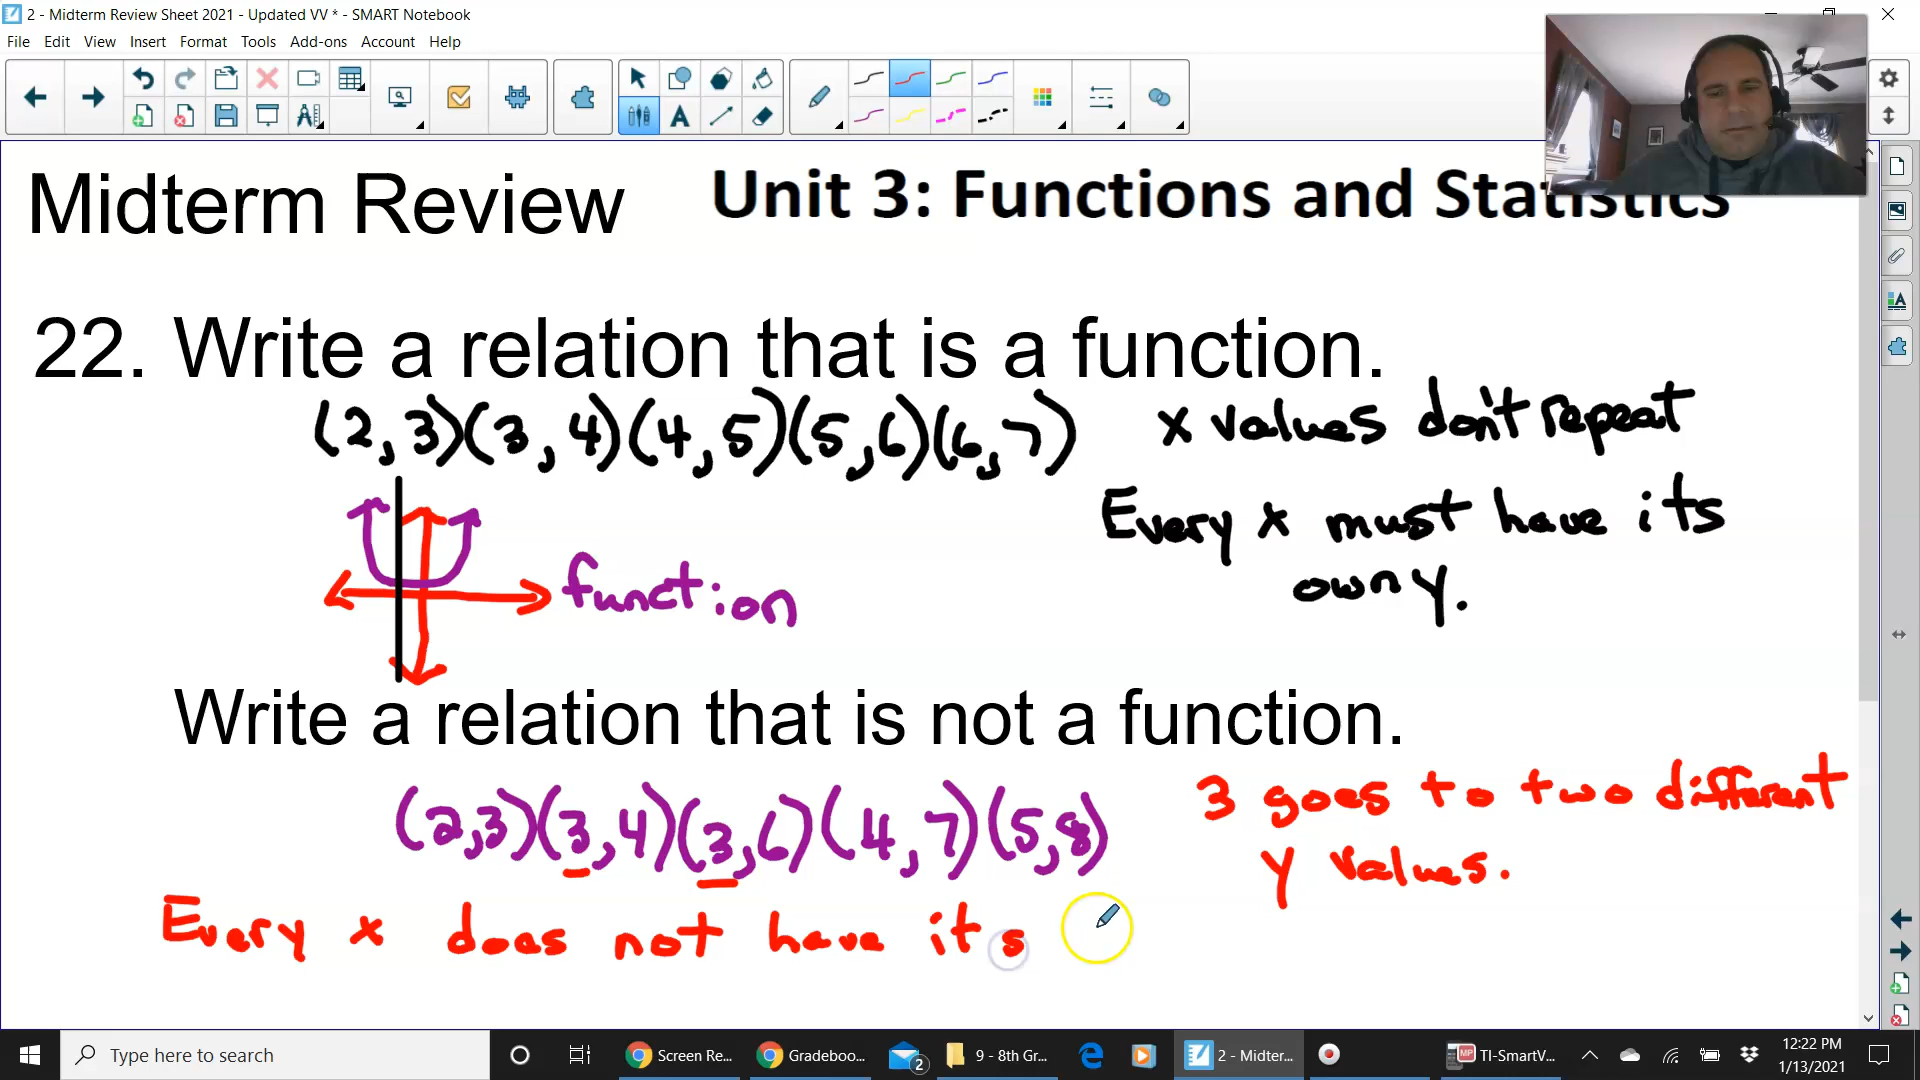 2 - Midterm Review Sheet 2021 - Updated VV * - SMART Notebook
File Edit View Insert Format Tools Add-ons Account Help
Midterm Review
Unit 3: Functions and Statistics
22. Write a relation that is a function.
(2,3)(3,4)(4,5)(5,6)(6,7)
x values don't repeat
Every x must have its
own y.
function
Write a relation that is not a function.
(2,3)(3,4)(3,6)(4,7)(5,8)
3 goes to two different
y values.
Every x does not have its
Type here to search
Screen Re...
Gradeboo...
2
9 - 8th Gr...
2 - Midter...
TI-SmartV...
12:22 PM
1/13/2021